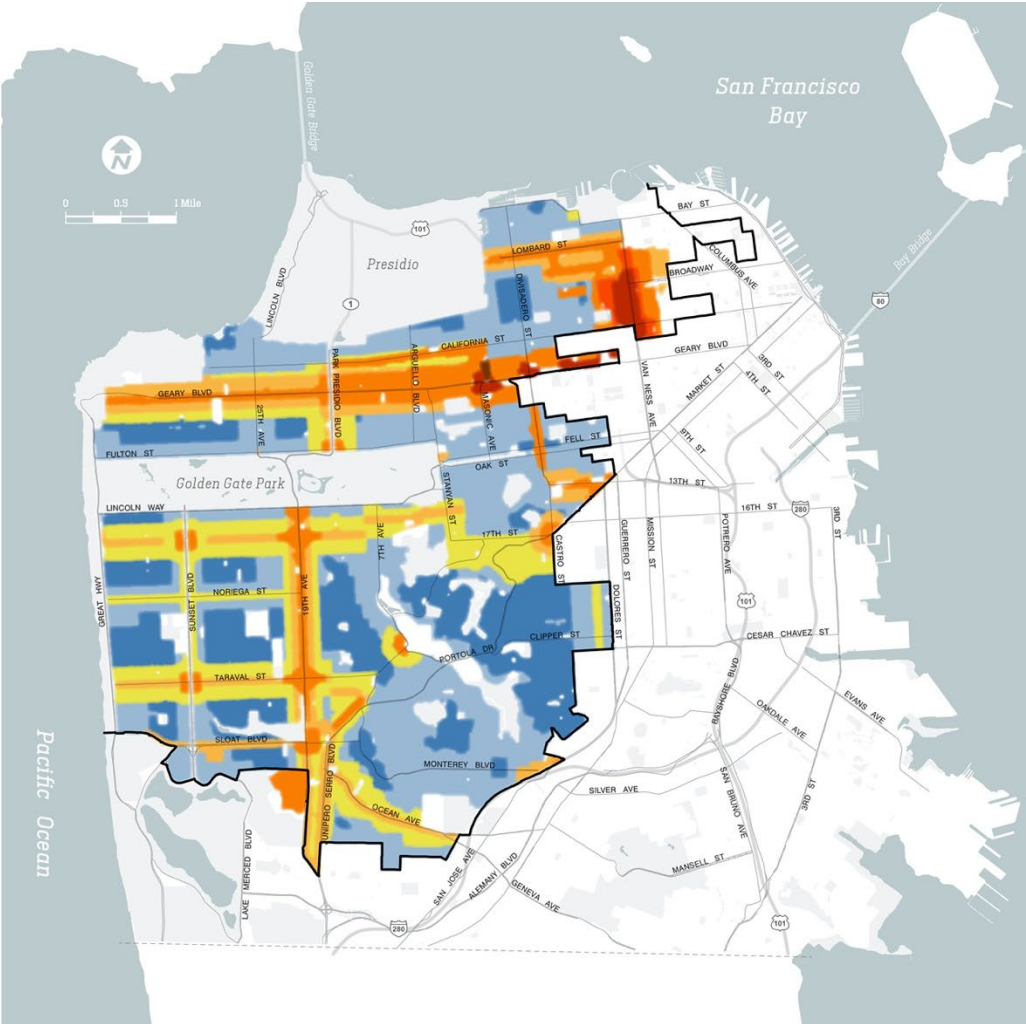 San Francisco
Bay
Golden Gate Bridge
N
0 0.5 1 Mile
BAY ST
101
LOMBARD ST
COLUMBUS AVE
Presidio
BROADWAY
Bay Bridge
LINCOLN BLVD
DIVISADERO ST
80
1
CALIFORNIA ST
GEARY BLVD
PARK PRESIDIO BLVD
ARGUELLO BLVD
3RD ST
4TH ST
MARKET ST
VAN NESS AVE
GEARY BLVD
MASONIC AVE
25TH AVE
9TH ST
FELL ST
FULTON ST
OAK ST
Golden Gate Park
STANYAN ST
13TH ST
LINCOLN WAY
16TH ST
280
3RD ST
17TH ST
7TH AVE
CASTRO ST
GUERRERO ST
MISSION ST
POTRERO AVE
GREAT HWY
SUNSET BLVD
NORIEGA ST
19TH AVE
DOLORES ST
101
CLIPPER ST
CESAR CHAVEZ ST
PORTOLA DR
TARAVAL ST
BAYSHORE BLVD
EVANS AVE
OAKDALE AVE
Pacific Ocean
SLOAT BLVD
MONTEREY BLVD
SILVER AVE
3RD ST
SAN BRUNO AVE
UNIPERO SERRO BLVD
OCEAN AVE
LAKE MERCED BLVD
SAN JOSE AVE
ALEMANY BLVD
MANSELL ST
GENEVA AVE
101
280